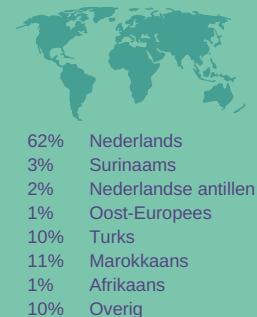 62% Nederlands
3% Surinaams
2% Nederlandse antillen
1% Oost-Europees
10% Turks
11% Marokkaans
1% Afrikaans
10% Overig